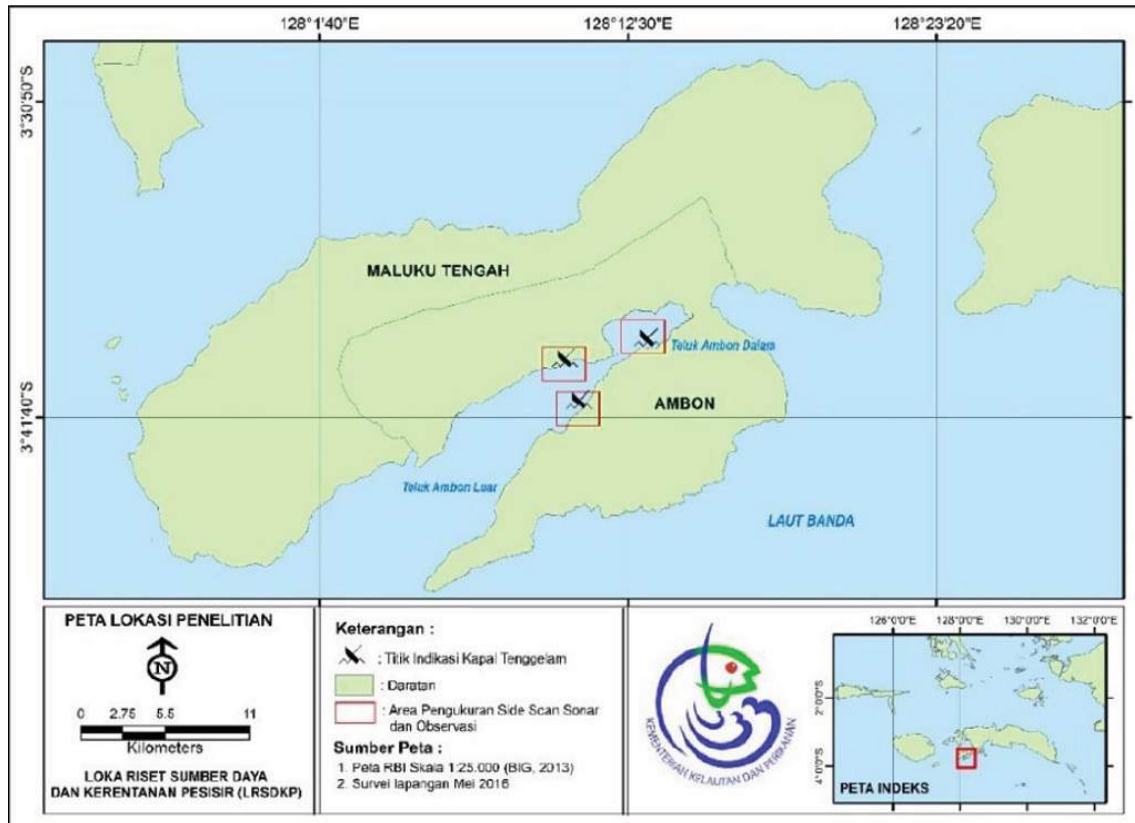 128°1'40"E 128°12'30"E 128°23'20"E
3°30'50"S
3°41'40"S
MALUKU TENGAH
Teluk Ambon Dalam
AMBON
Teluk Ambon Luar
LAUT BANDA
PETA LOKASI PENELITIAN
N
0 2.75 5.5 11
Kilometers
LOKA RISET SUMBER DAYA
DAN KERENTANAN PESISIR (LRSDKP)
Keterangan :
: Titik Indikasi Kapal Tenggelam
: Daratan
: Area Pengukuran Side Scan Sonar
dan Observasi
Sumber Peta :
1. Peta RBI Skala 1:25.000 (BIG, 2013)
2. Survei lapangan Mei 2016
KEMENTERIAN KELAUTAN DAN PERIKANAN
126°0'0"E 128°0'0"E 130°0'0"E 132°0'0"E
2°0'0"S
4°0'0"S
PETA INDEKS